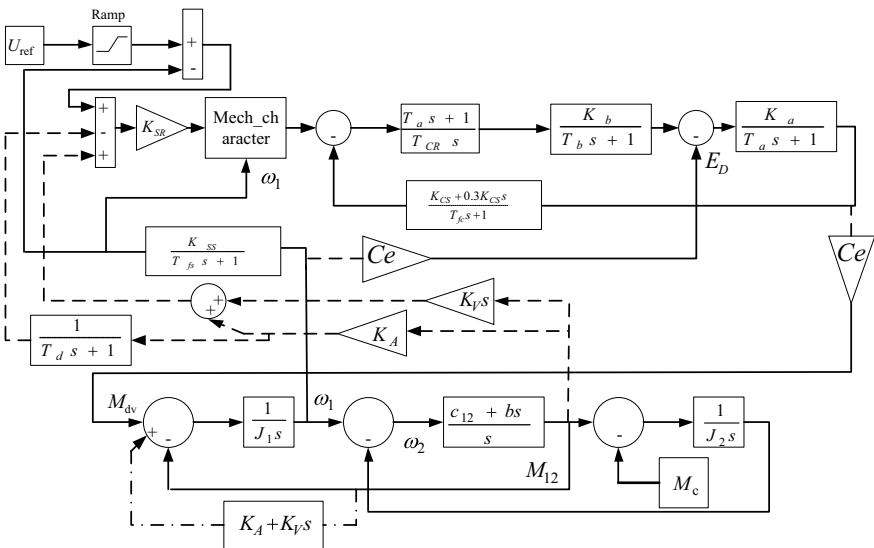 Ramp
U_ref
+
-
+
-
+
K_SR
Mech_ch
aracter
-
T_a s + 1
T_CR s
K_b
T_b s + 1
-
E_D
K_a
T_a s + 1
ω_1
K_CS + 0.3K_CS s
T_fc s + 1
K_SS
T_fs s + 1
Ce
Ce
+
+
K_V s
K_A
1
T_d s + 1
M_dv
+
-
1
J_1 s
ω_1
-
ω_2
c_12 + bs
s
M_12
-
1
J_2 s
M_c
K_A + K_V s